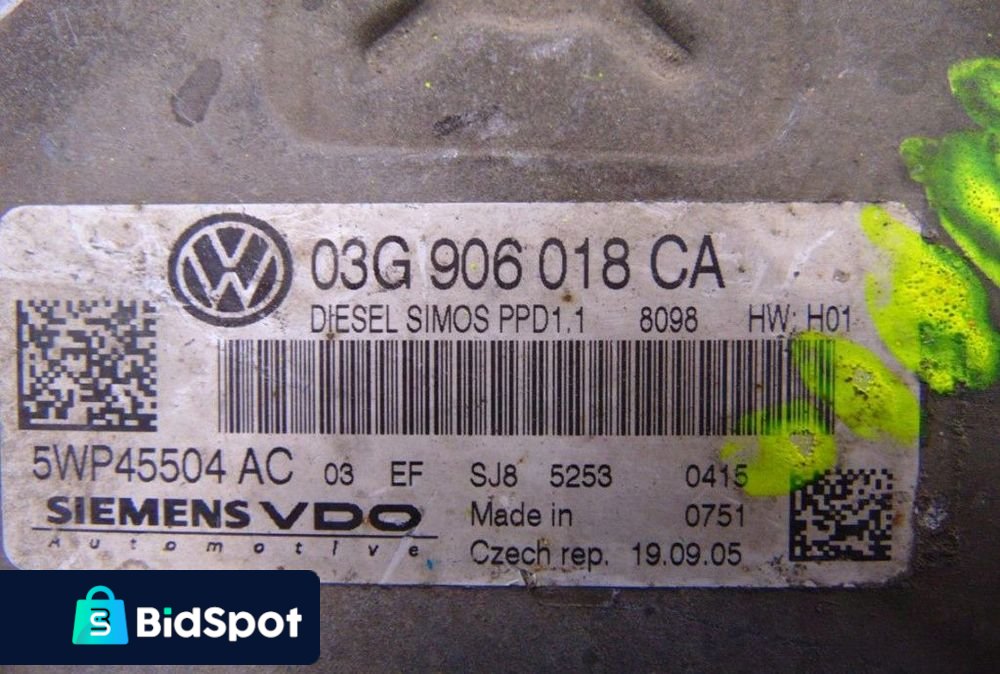 03G 906 018 CA
DIESEL SIMOS PPD1.1 8098 HW: H01
5WP45504 AC 03 EF SJ8 5253 0415
SIEMENS VDO Made in 0751
Automotive Czech rep. 19.09.05
BidSpot